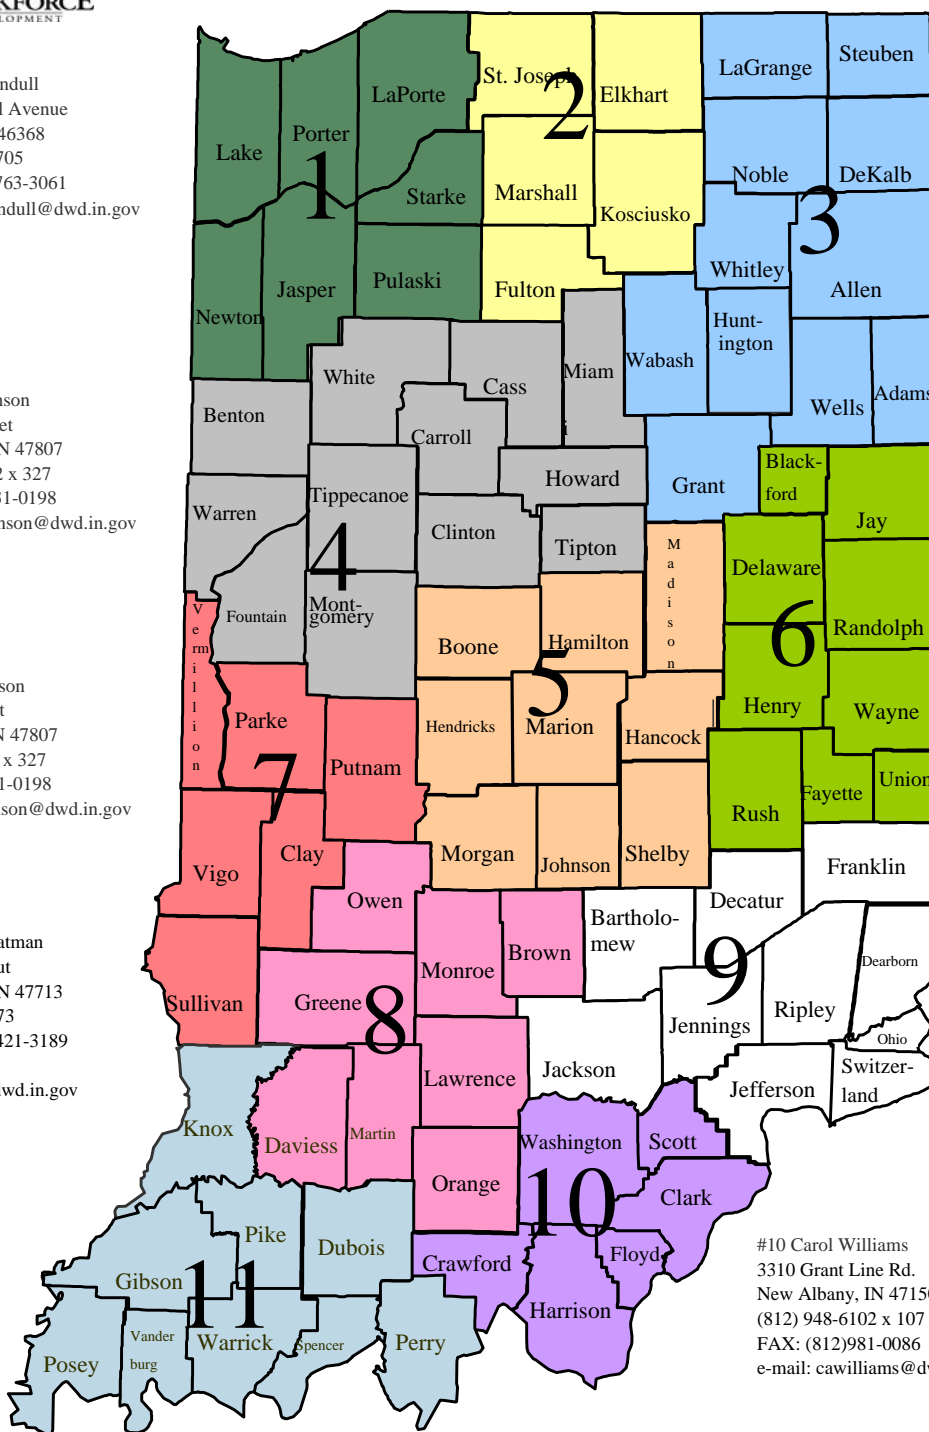 KFORCE
LOPMENT
ndull
l Avenue
46368
705
763-3061
ndull@dwd.in.gov
nson
et
N 47807
2 x 327
31-0198
nson@dwd.in.gov
son
t
N 47807
x 327
1-0198
nson@dwd.in.gov
atman
ut
N 47713
73
421-3189
dwd.in.gov
St. Joseph
Elkhart
LaGrange
Steuben
LaPorte
Porter
Lake
Starke
Marshall
Kosciusko
Noble
DeKalb
1
2
3
Newton
Jasper
Pulaski
Fulton
Whitley
Allen
Hunt-
ington
Wabash
Wells
Adams
White
Cass
Miam
i
Benton
Carroll
Howard
Grant
Black-
ford
Jay
Warren
Tippecanoe
Clinton
Tipton
4
Fountain
Mont-
gomery
M
a
d
i
s
o
n
Delaware
Randolph
6
Henry
Wayne
Boone
Hamilton
5
Hendricks
Marion
Hancock
V
e
rm
i
l
l
i
o
n
Parke
7
Putnam
Rush
Fayette
Union
Vigo
Clay
Morgan
Johnson
Shelby
Franklin
Owen
Decatur
Bartholo-
mew
Brown
Monroe
9
Dearborn
Sullivan
Greene
8
Ripley
Jennings
Ohio
Switzer-
land
Jackson
Jefferson
Lawrence
Knox
Daviess
Martin
Washington
Scott
Orange
10
Clark
Pike
Dubois
Crawford
Floyd
Gibson
11
Harrison
Posey
Vander
burg
Warrick
Spencer
Perry
#10 Carol Williams
3310 Grant Line Rd.
New Albany, IN 4715
(812) 948-6102 x 107
FAX: (812)981-0086
e-mail: cawilliams@dw